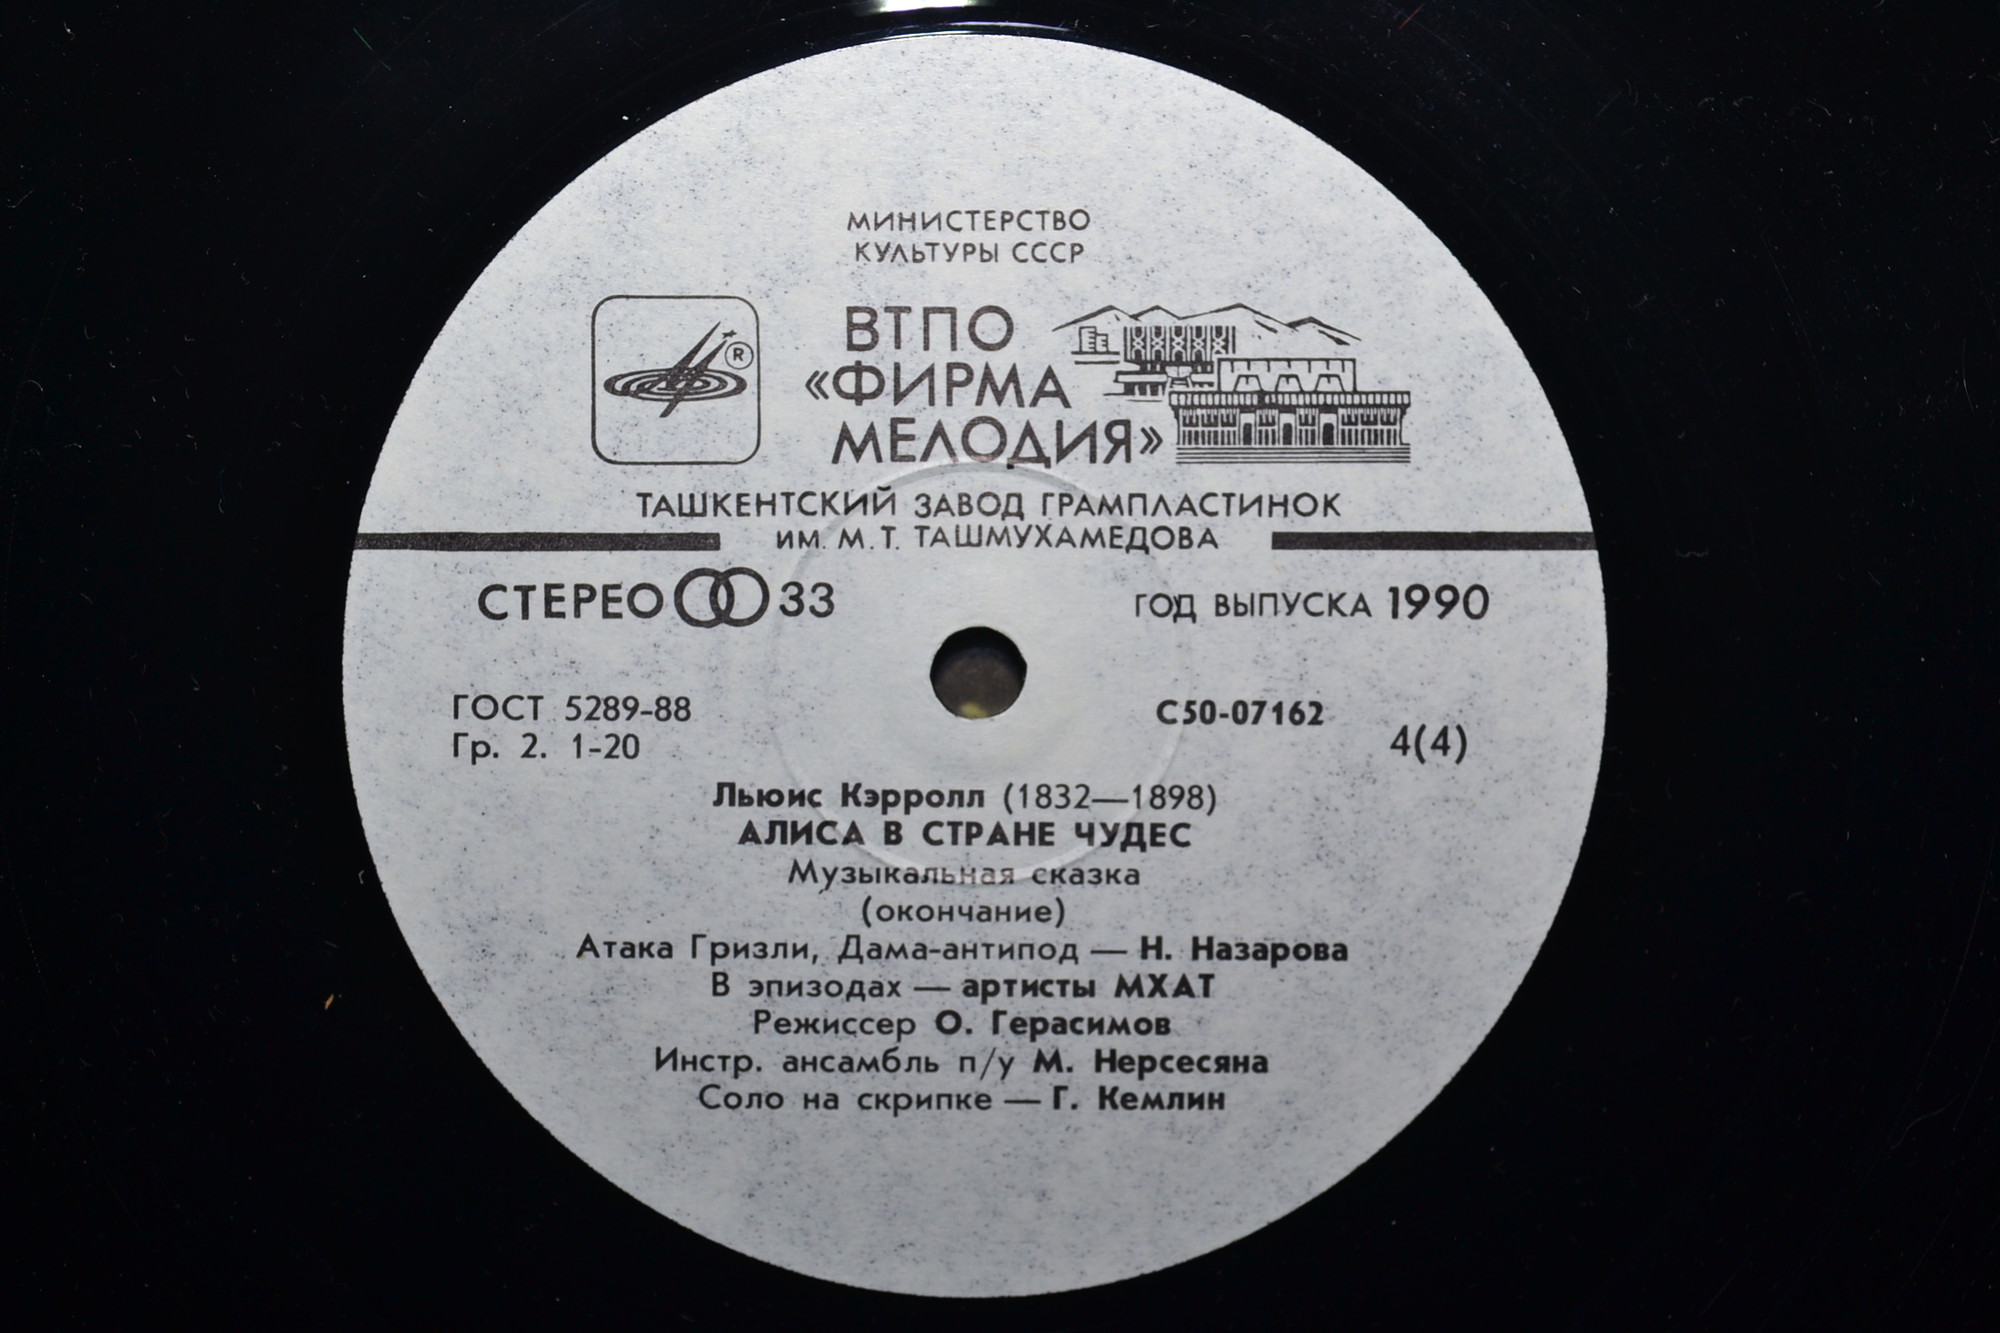 МИНИСТЕРСТВО
КУЛЬТУРЫ СССР
ВТПО
«ФИРМА
МЕЛОДИЯ»
R
ТАШКЕНТСКИЙ ЗАВОД ГРАМПЛАСТИНОК
ИМ. М.Т. ТАШМУХАМЕДОВА
СТЕРЕО 33
ГОД ВЫПУСКА 1990
ГОСТ 5289-88
Гр. 2. 1-20
С50-07162
4(4)
Льюис Кэрролл (1832—1898)
АЛИСА В СТРАНЕ ЧУДЕС
Музыкальная сказка
(окончание)
Атака Гризли, Дама-антипод — Н. Назарова
В эпизодах — артисты МХАТ
Режиссер О. Герасимов
Инстр. ансамбль п/у М. Нерсесяна
Соло на скрипке — Г. Кемлин